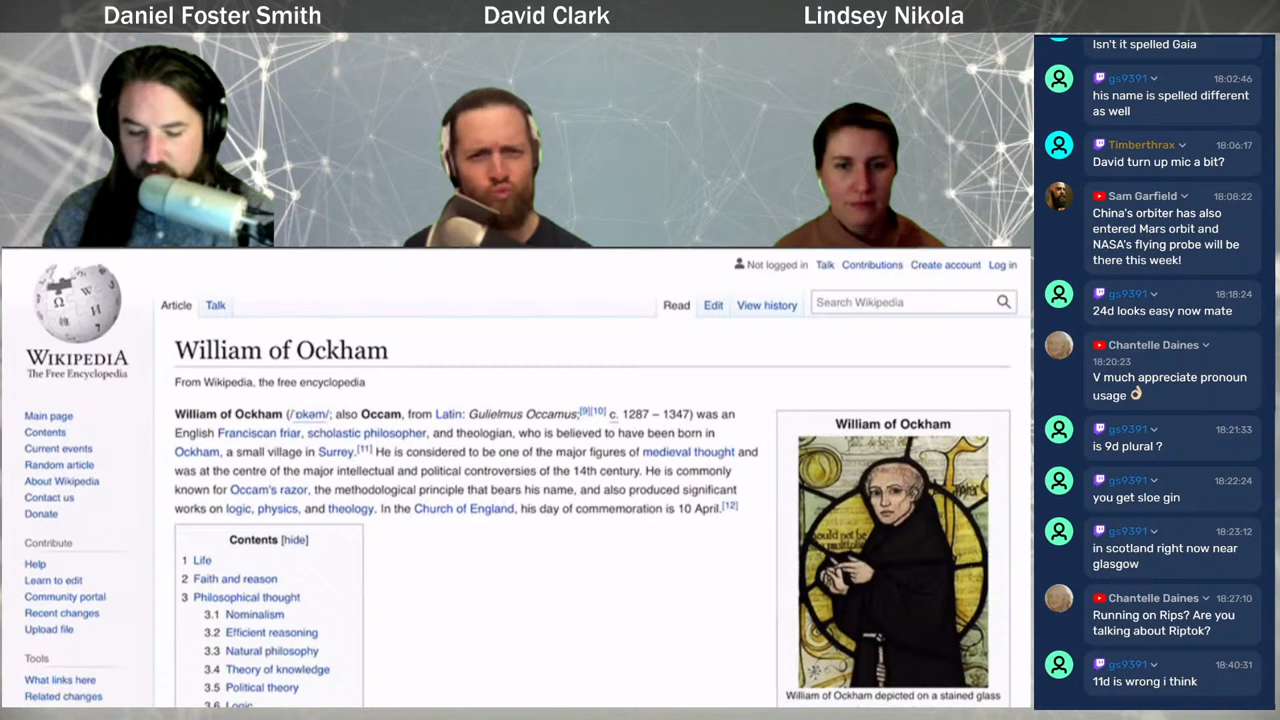 Daniel Foster Smith
David Clark
Lindsey Nikola
Isn't it spelled Gaia
gs9391
18:02:46
his name is spelled different
as well
Timberthrax
18:06:17
David turn up mic a bit?
Sam Garfield
18:08:22
China's orbiter has also
entered Mars orbit and
NASA's flying probe will be
there this week!
gs9391
18:18:24
24d looks easy now mate
Chantelle Daines
18:20:23
V much appreciate pronoun
usage 👌🏼
gs9391
18:21:33
is 9d plural ?
gs9391
18:22:24
you get sloe gin
gs9391
18:23:12
in scotland right now near
glasgow
Chantelle Daines
18:27:10
Running on Rips? Are you
talking about Riptok?
gs9391
18:40:31
11d is wrong i think
Not logged in Talk Contributions Create account Log in
Article Talk
Read Edit View history
Search Wikipedia
WIKIPEDIA
The Free Encyclopedia
Main page
Contents
Current events
Random article
About Wikipedia
Contact us
Donate
Contribute
Help
Learn to edit
Community portal
Recent changes
Upload file
Tools
What links here
Related changes
William of Ockham
From Wikipedia, the free encyclopedia
William of Ockham (/ˈɒkəm/; also Occam, from Latin: Gulielmus Occamus;[9][10] c. 1287 – 1347) was an
English Franciscan friar, scholastic philosopher, and theologian, who is believed to have been born in
Ockham, a small village in Surrey.[11] He is considered to be one of the major figures of medieval thought and
was at the centre of the major intellectual and political controversies of the 14th century. He is commonly
known for Occam's razor, the methodological principle that bears his name, and also produced significant
works on logic, physics, and theology. In the Church of England, his day of commemoration is 10 April.[12]
Contents [hide]
1 Life
2 Faith and reason
3 Philosophical thought
3.1 Nominalism
3.2 Efficient reasoning
3.3 Natural philosophy
3.4 Theory of knowledge
3.5 Political theory
3.6 Logic
William of Ockham
should not be
William of Ockham depicted on a stained glass